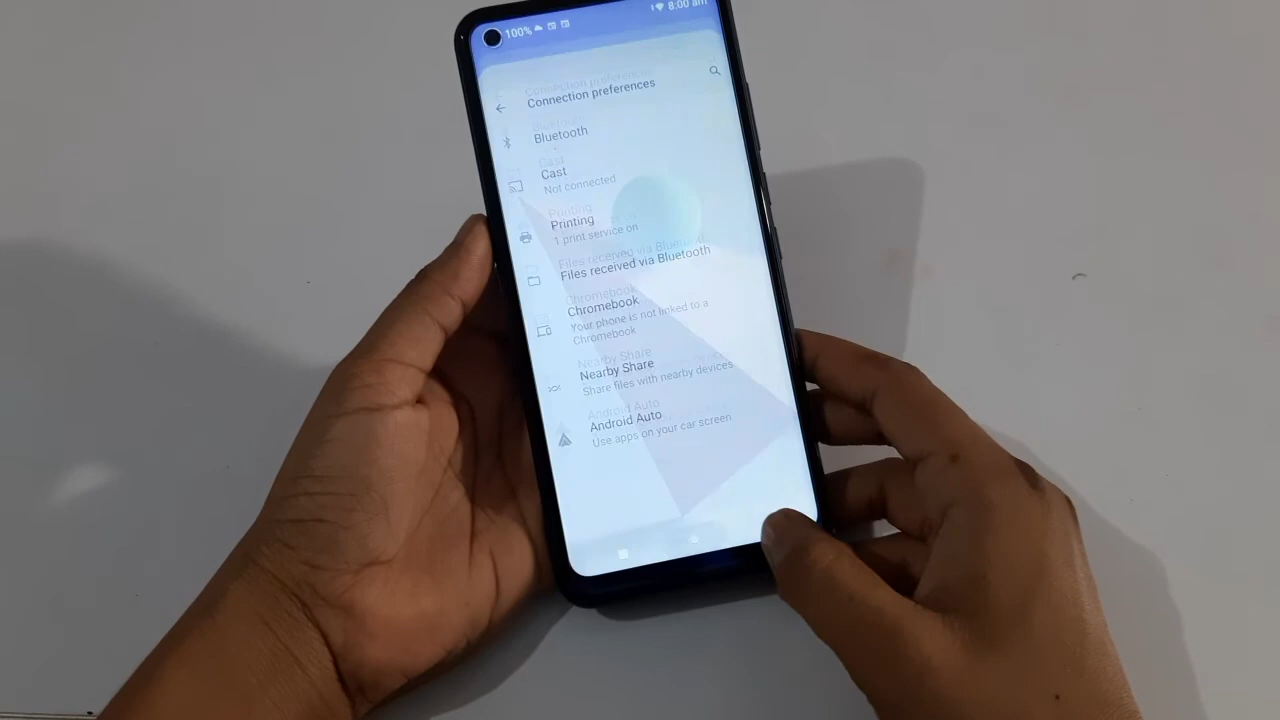 100%
8:00 am
Connection preferences
Bluetooth
Cast
Not connected
Printing
1 print service on
Files received via Bluetooth
Chromebook
Your phone is not linked to a
Chromebook
Nearby Share
Share files with nearby devices
Android Auto
Use apps on your car screen